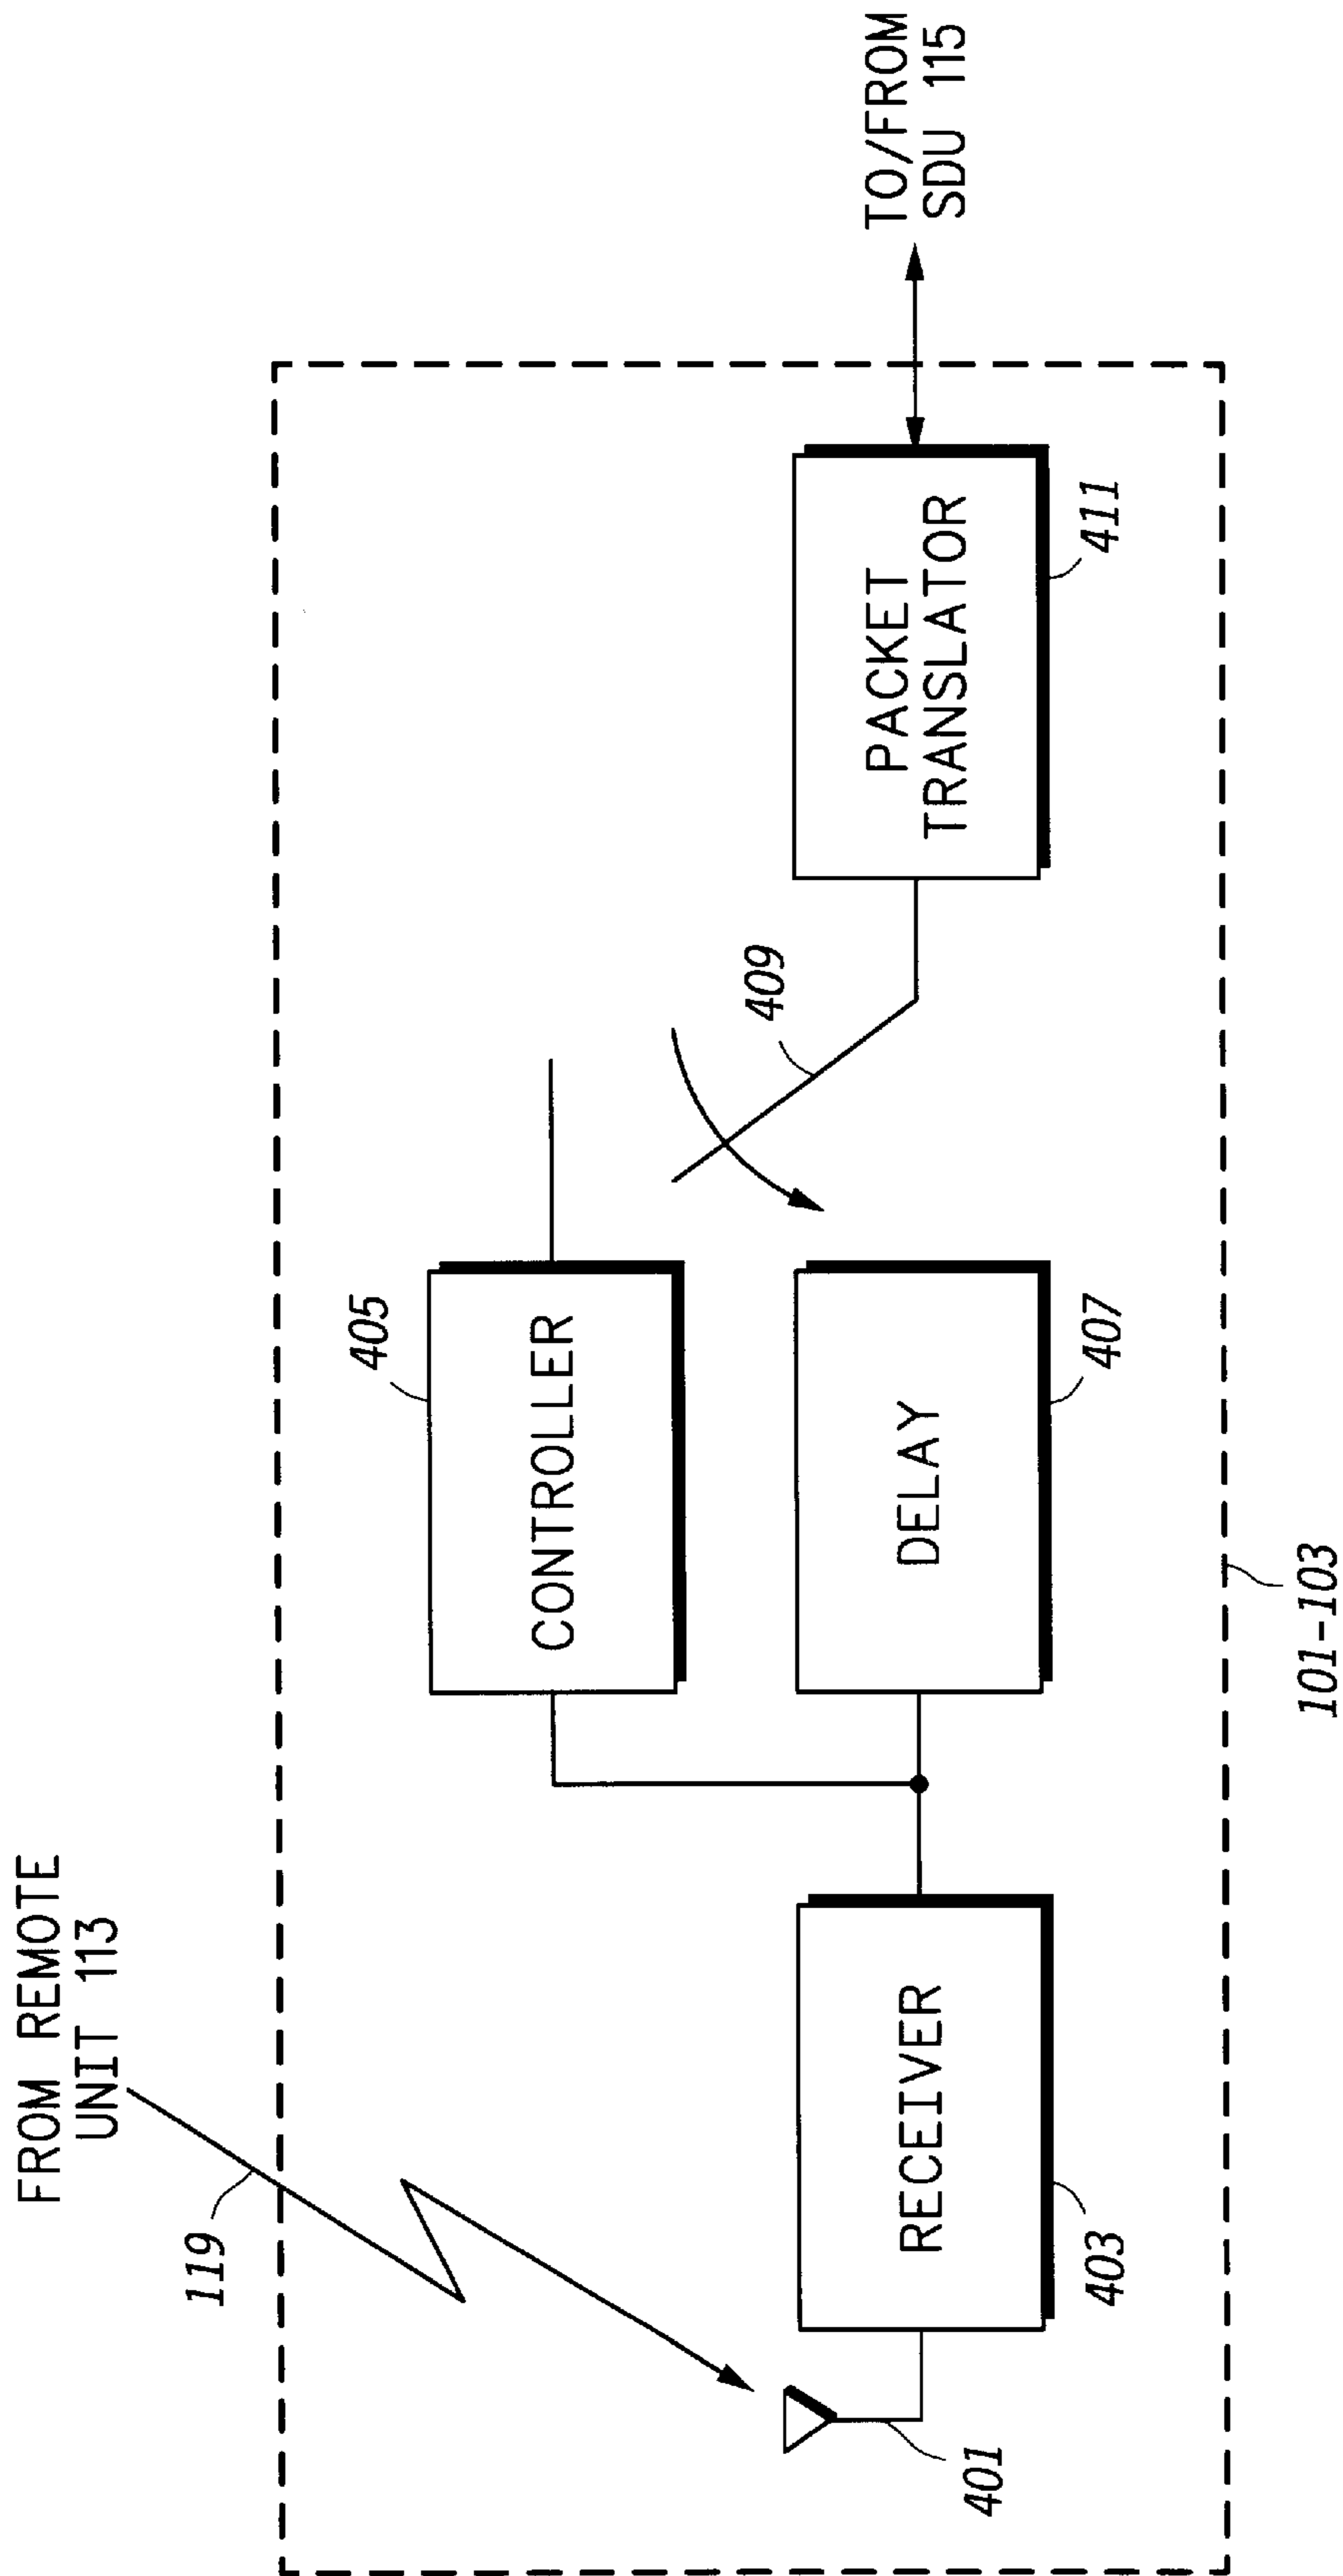 FROM REMOTE
UNIT 113
119
401
RECEIVER
403
CONTROLLER
405
DELAY
407
409
PACKET
TRANSLATOR
411
TO/FROM
SDU 115
101-103